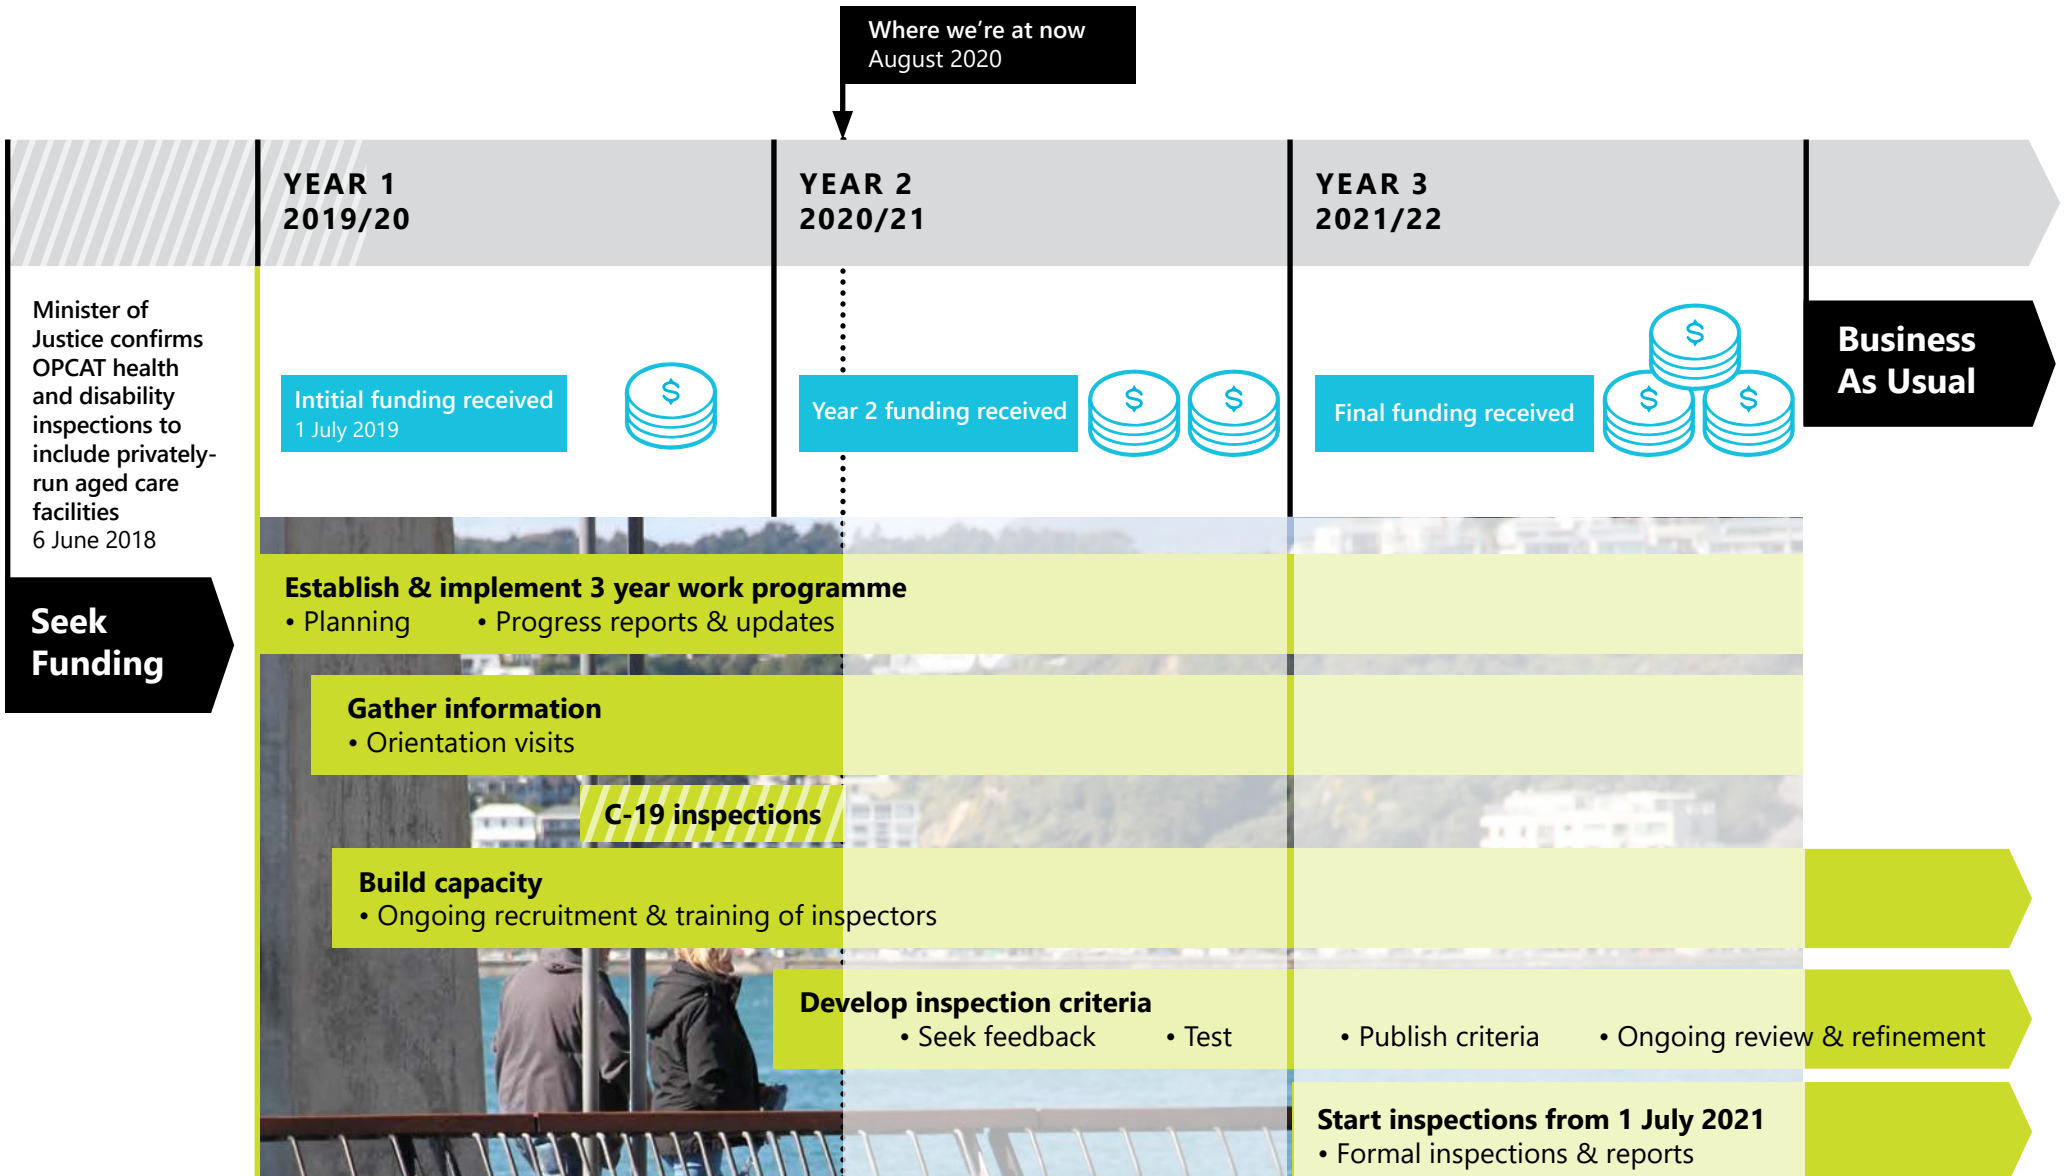 Where we're at now
August 2020
YEAR 1
2019/20
YEAR 2
2020/21
YEAR 3
2021/22
Minister of
Justice confirms
OPCAT health
and disability
inspections to
include privately-
run aged care
facilities
6 June 2018
Seek
Funding
Intitial funding received
1 July 2019
$
Year 2 funding received
$ $
Final funding received
$
$ $
Business
As Usual
Establish & implement 3 year work programme
• Planning • Progress reports & updates
Gather information
• Orientation visits
C-19 inspections
Build capacity
• Ongoing recruitment & training of inspectors
Develop inspection criteria
• Seek feedback • Test • Publish criteria • Ongoing review & refinement
Start inspections from 1 July 2021
• Formal inspections & reports